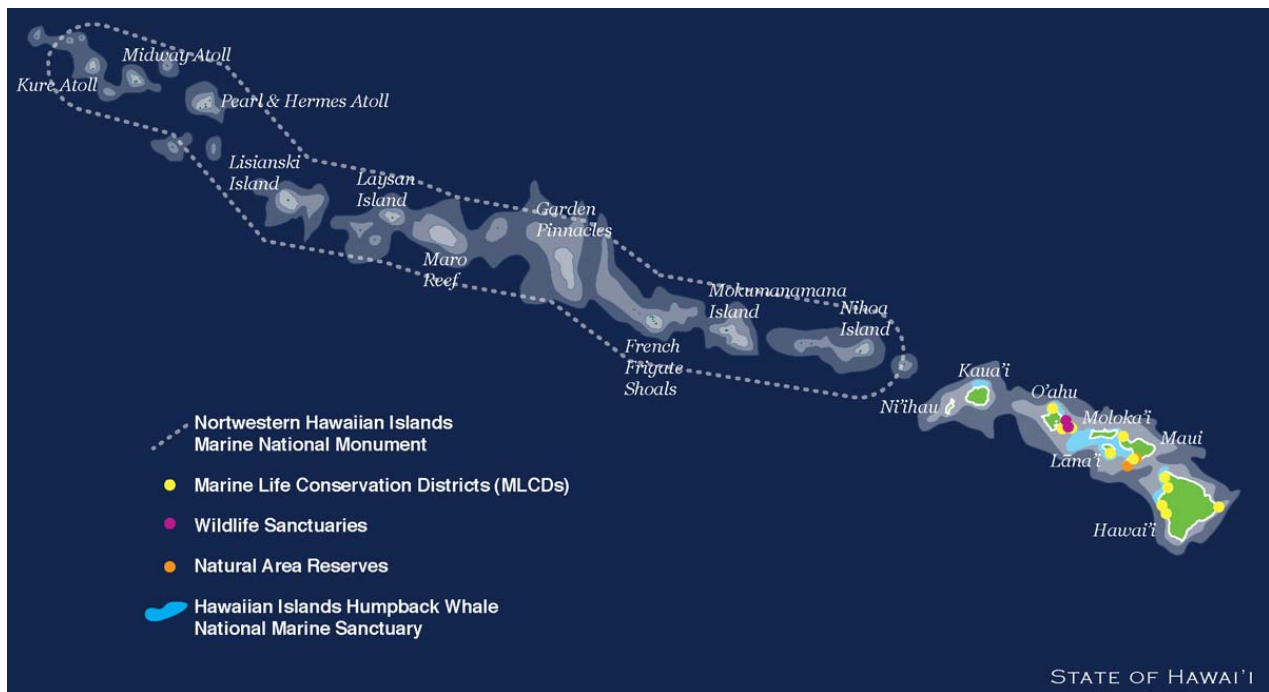 Midway Atoll
Kure Atoll
Pearl & Hermes Atoll
Lisianski
Island
Laysan
Island
Garden
Pinnacles
Maro
Reef
Mokumanamana
Island
Nihoa
Island
French
Frigate
Shoals
Kaua'i
Ni'ihau
O'ahu
Moloka'i
Maui
Lāna'i
Hawai'i
Nortwestern Hawaiian Islands
Marine National Monument
Marine Life Conservation Districts (MLCDs)
Wildlife Sanctuaries
Natural Area Reserves
Hawaiian Islands Humpback Whale
National Marine Sanctuary
STATE OF HAWAI'I